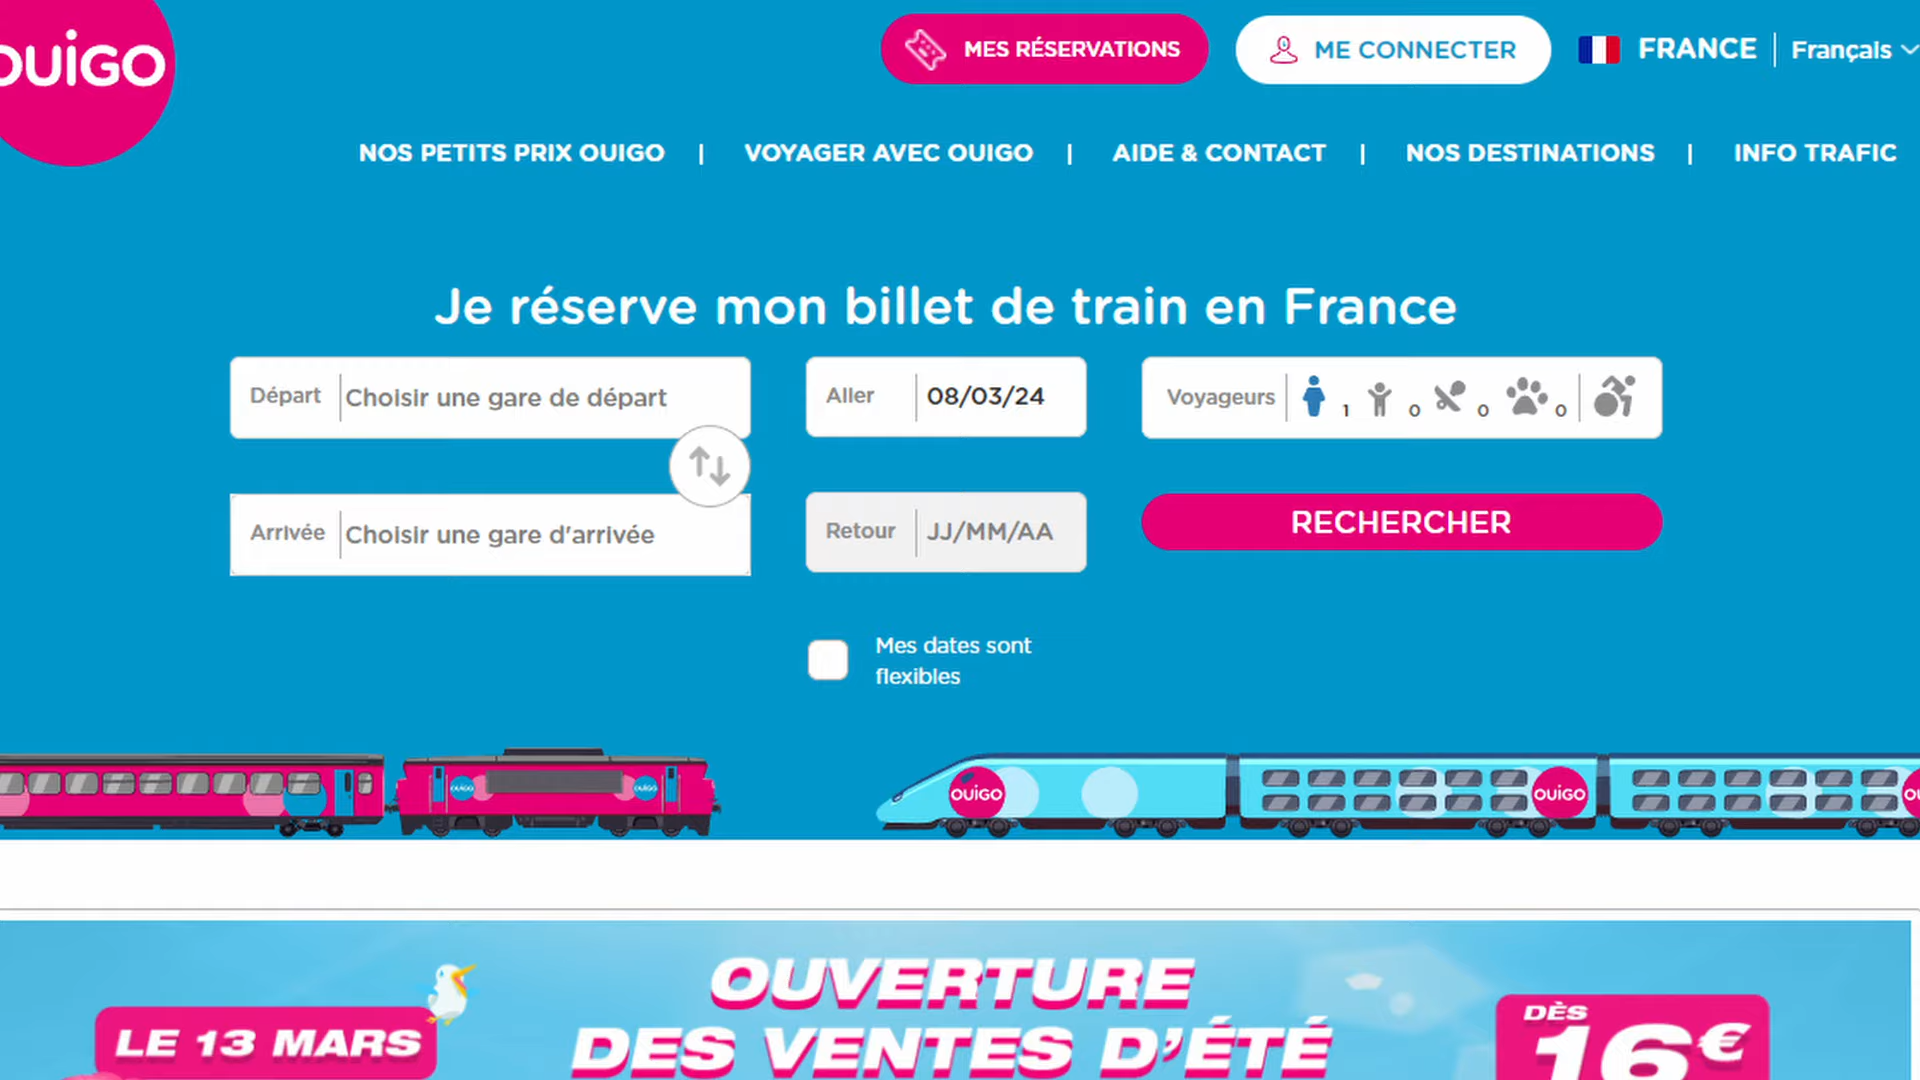 OUIGO
MES RÉSERVATIONS
ME CONNECTER
FRANCE
Français
NOS PETITS PRIX OUIGO | VOYAGER AVEC OUIGO | AIDE & CONTACT | NOS DESTINATIONS | INFO TRAFIC
Je réserve mon billet de train en France
Départ Choisir une gare de départ
Aller 08/03/24
Voyageurs 1 0 0 0
Arrivée Choisir une gare d'arrivée
Retour JJ/MM/AA
RECHERCHER
Mes dates sont
flexibles
OUIGO OUIGO OUIGO OUIGO
OUVERTURE
DES VENTES D'ÉTÉ
LE 13 MARS
DÈS
16€